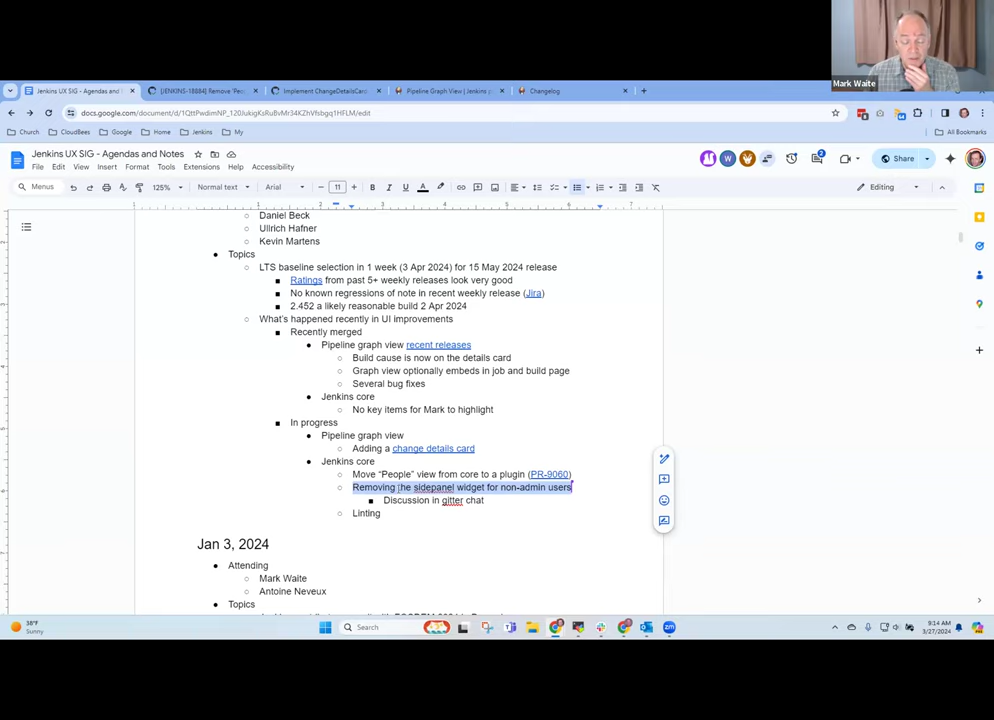 Mark Waite
Jenkins UX SIG - Agendas and
[JENKINS-18884] Remove 'Peo
Implement ChangeDetailsCard
Pipeline Graph View | Jenkins p
Changelog
docs.google.com/document/d/1QttPwdimNP_120JukigKsRuBvMr34KZhVfsbgq1HFLM/edit
Church
CloudBees
Google
Home
Jenkins
My
All Bookmarks
Jenkins UX SIG - Agendas and Notes
File Edit View Insert Format Tools Extensions Help Accessibility
2
Share
Menus
125%
Normal text
Arial
11
Editing
1 1 2 3 4 5 6 7
Daniel Beck
Ullrich Hafner
Kevin Martens
Topics
LTS baseline selection in 1 week (3 Apr 2024) for 15 May 2024 release
Ratings from past 5+ weekly releases look very good
No known regressions of note in recent weekly release (Jira)
2.452 a likely reasonable build 2 Apr 2024
What's happened recently in UI improvements
Recently merged
Pipeline graph view recent releases
Build cause is now on the details card
Graph view optionally embeds in job and build page
Several bug fixes
Jenkins core
No key items for Mark to highlight
In progress
Pipeline graph view
Adding a change details card
Jenkins core
Move "People" view from core to a plugin (PR-9060)
Removing the sidepanel widget for non-admin users
Discussion in gitter chat
Linting
Jan 3, 2024
Attending
Mark Waite
Antoine Neveux
Topics
38°F
Sunny
Search
9:14 AM
3/27/2024